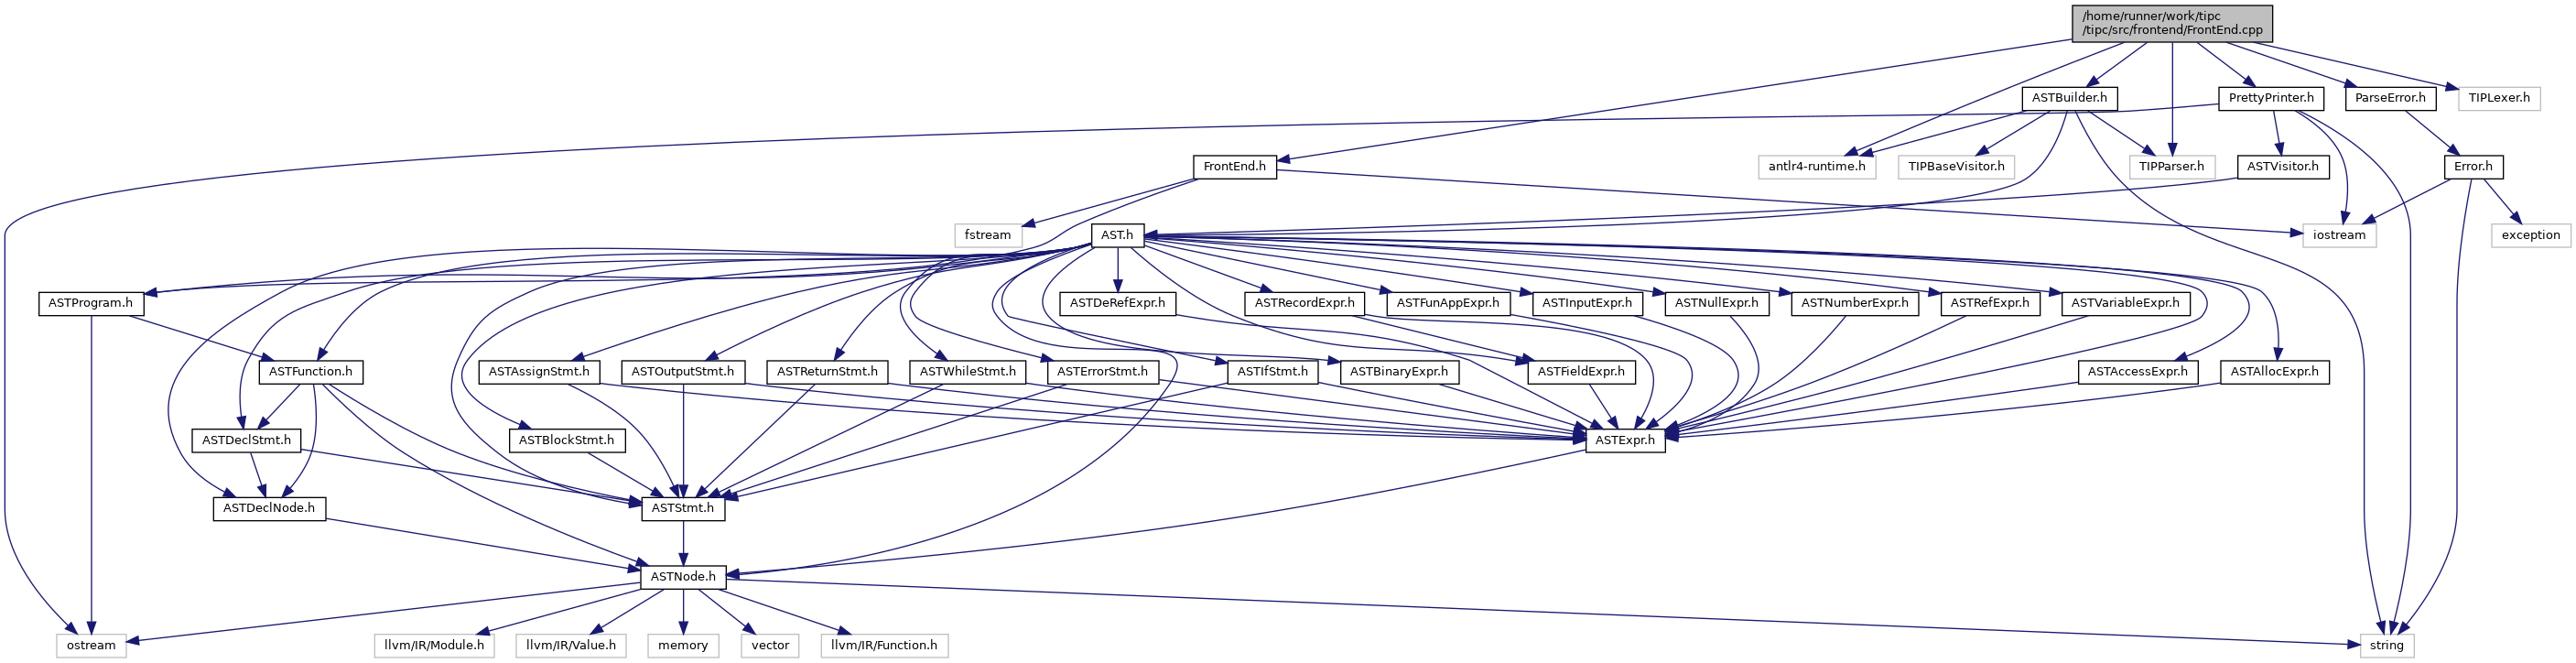 /home/runner/work/tipc
/tipc/src/frontend/FrontEnd.cpp
ASTBuilder.h
PrettyPrinter.h
ParseError.h
TIPLexer.h
FrontEnd.h
antlr4-runtime.h
TIPBaseVisitor.h
TIPParser.h
ASTVisitor.h
Error.h
fstream
AST.h
iostream
exception
ASTProgram.h
ASTDeRefExpr.h
ASTRecordExpr.h
ASTFunAppExpr.h
ASTInputExpr.h
ASTNullExpr.h
ASTNumberExpr.h
ASTRefExpr.h
ASTVariableExpr.h
ASTFunction.h
ASTAssignStmt.h
ASTOutputStmt.h
ASTReturnStmt.h
ASTWhileStmt.h
ASTErrorStmt.h
ASTIfStmt.h
ASTBinaryExpr.h
ASTFieldExpr.h
ASTAccessExpr.h
ASTAllocExpr.h
ASTDeclStmt.h
ASTBlockStmt.h
ASTExpr.h
ASTDeclNode.h
ASTStmt.h
ASTNode.h
ostream
llvm/IR/Module.h
llvm/IR/Value.h
memory
vector
llvm/IR/Function.h
string